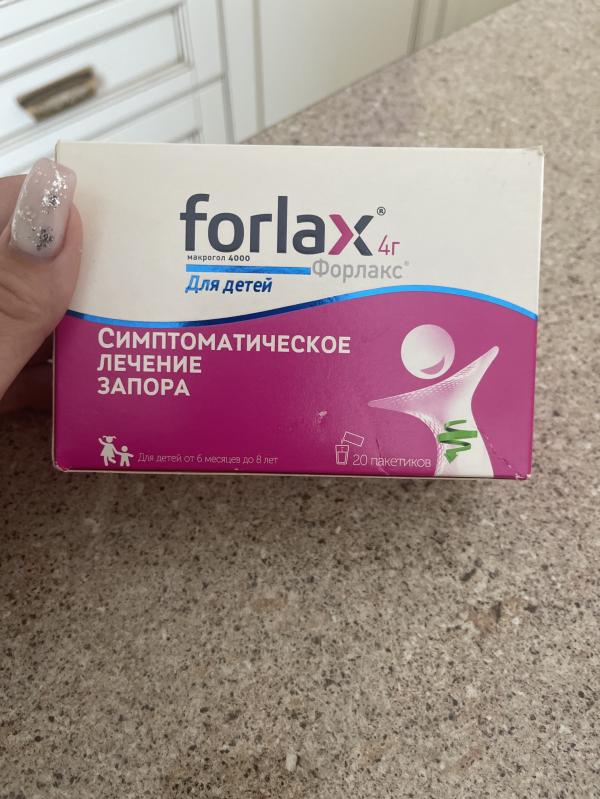 forlax®
4г
макрогол 4000
Форлакс®
Для детей
Симптоматическое
лечение
запора
Для детей от 6 месяцев до 8 лет
20 пакетиков